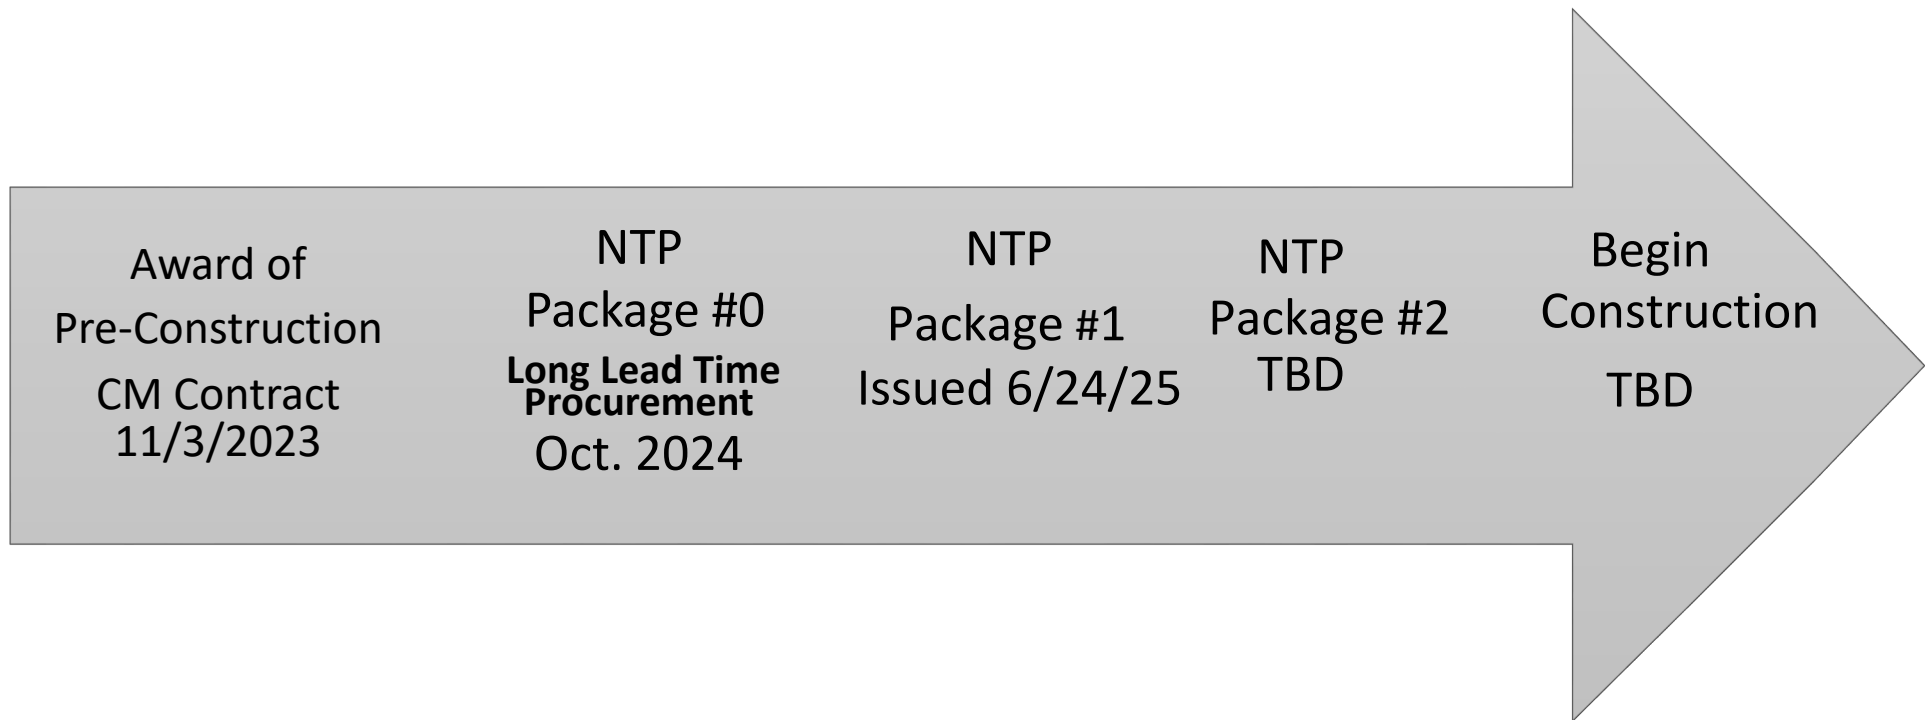 Award of
Pre-Construction
CM Contract
11/3/2023
NTP
Package #0
Long Lead Time
Procurement
Oct. 2024
NTP
Package #1
Issued 6/24/25
NTP
Package #2
TBD
Begin
Construction
TBD